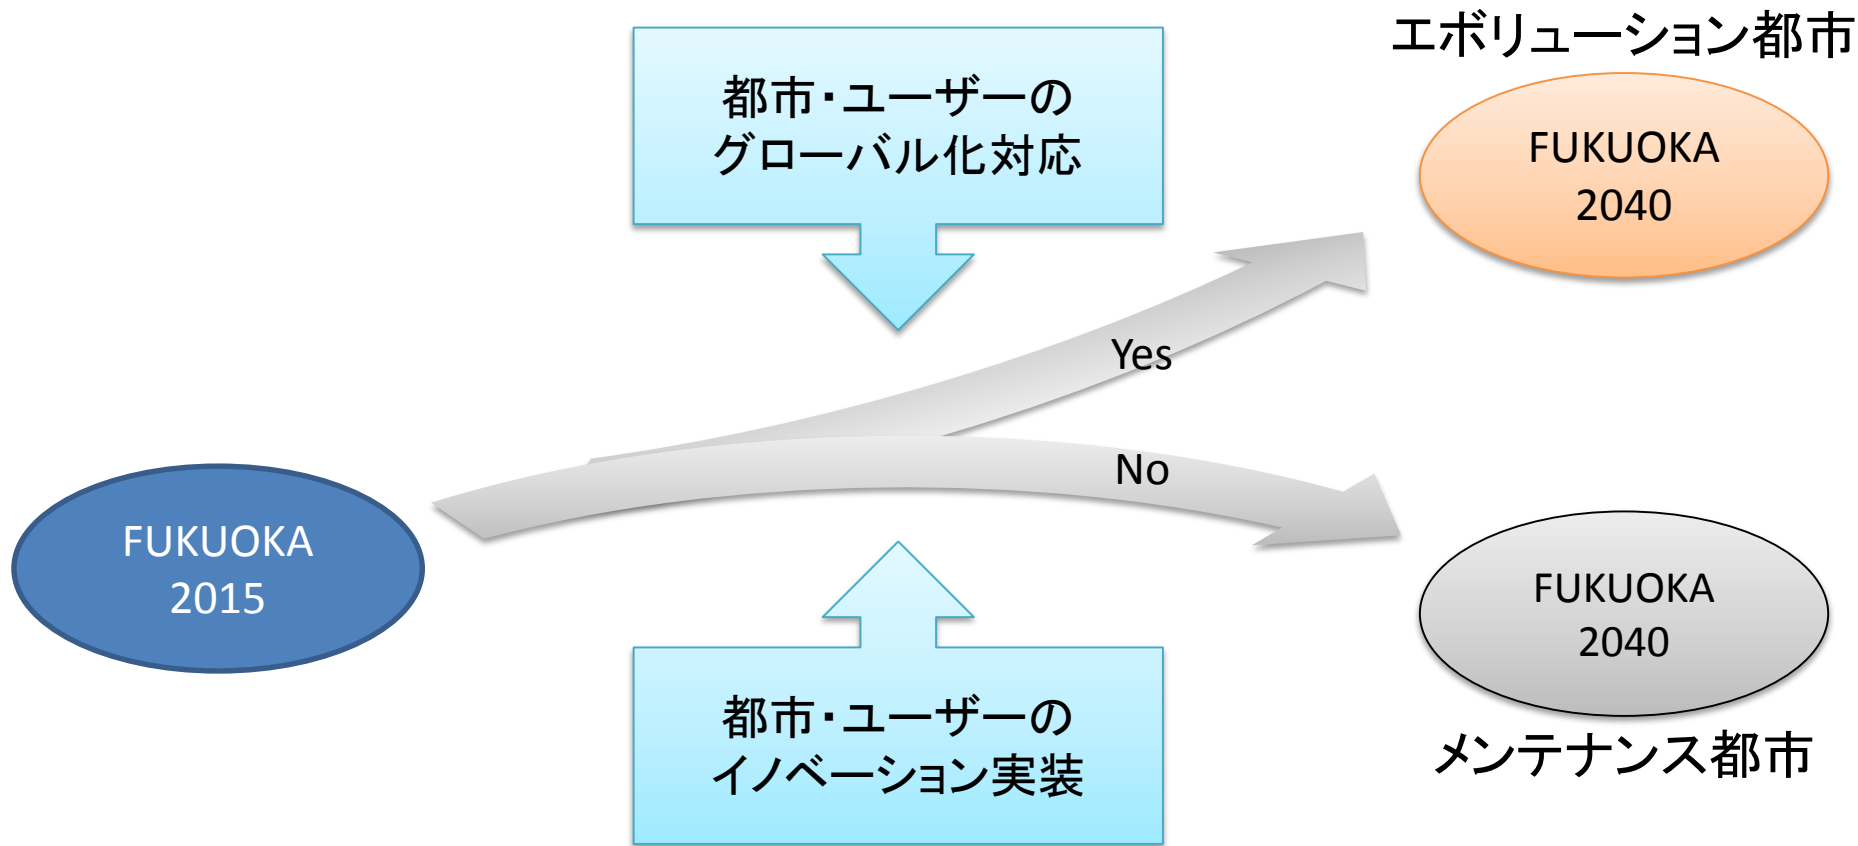 エボリューション都市
都市・ユーザーの
グローバル化対応
FUKUOKA
2040
Yes
No
FUKUOKA
2015
FUKUOKA
2040
メンテナンス都市
都市・ユーザーの
イノベーション実装